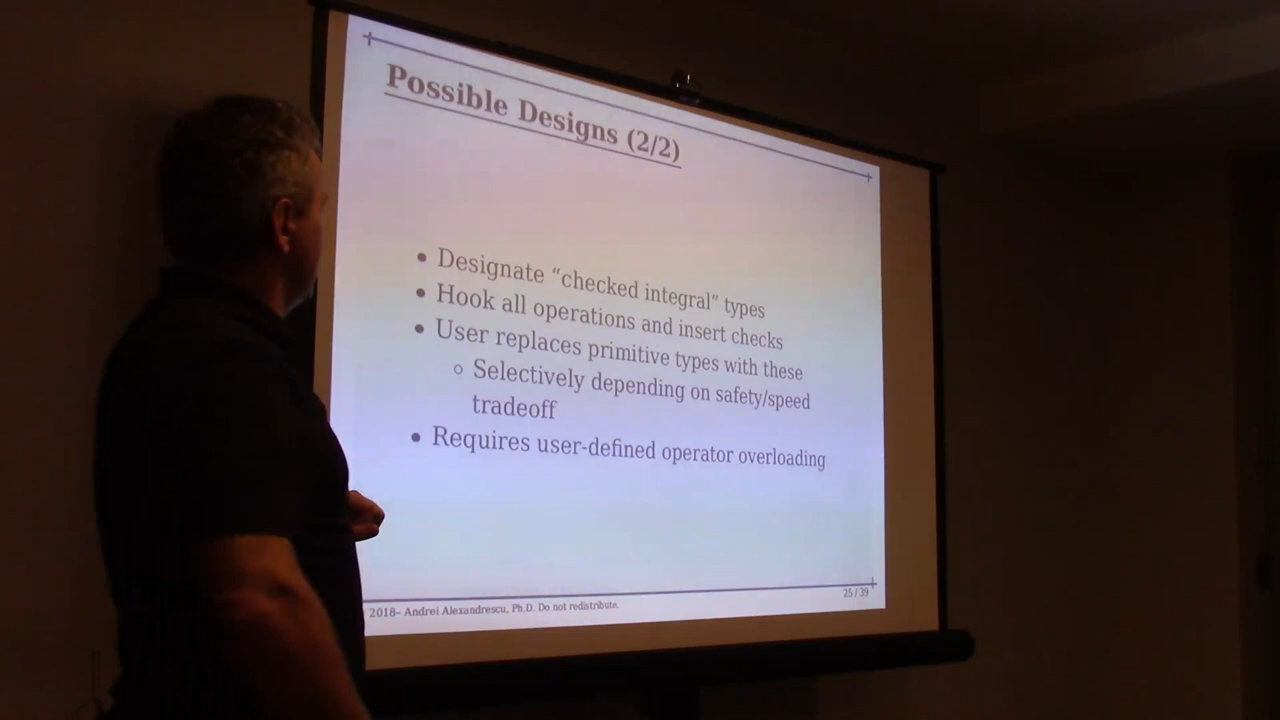 Possible Designs (2/2)
• Designate “checked integral” types
• Hook all operations and insert checks
• User replaces primitive types with these
◦ Selectively depending on safety/speed
tradeoff
• Requires user-defined operator overloading
2018– Andrei Alexandrescu, Ph.D. Do not redistribute.
25 / 39